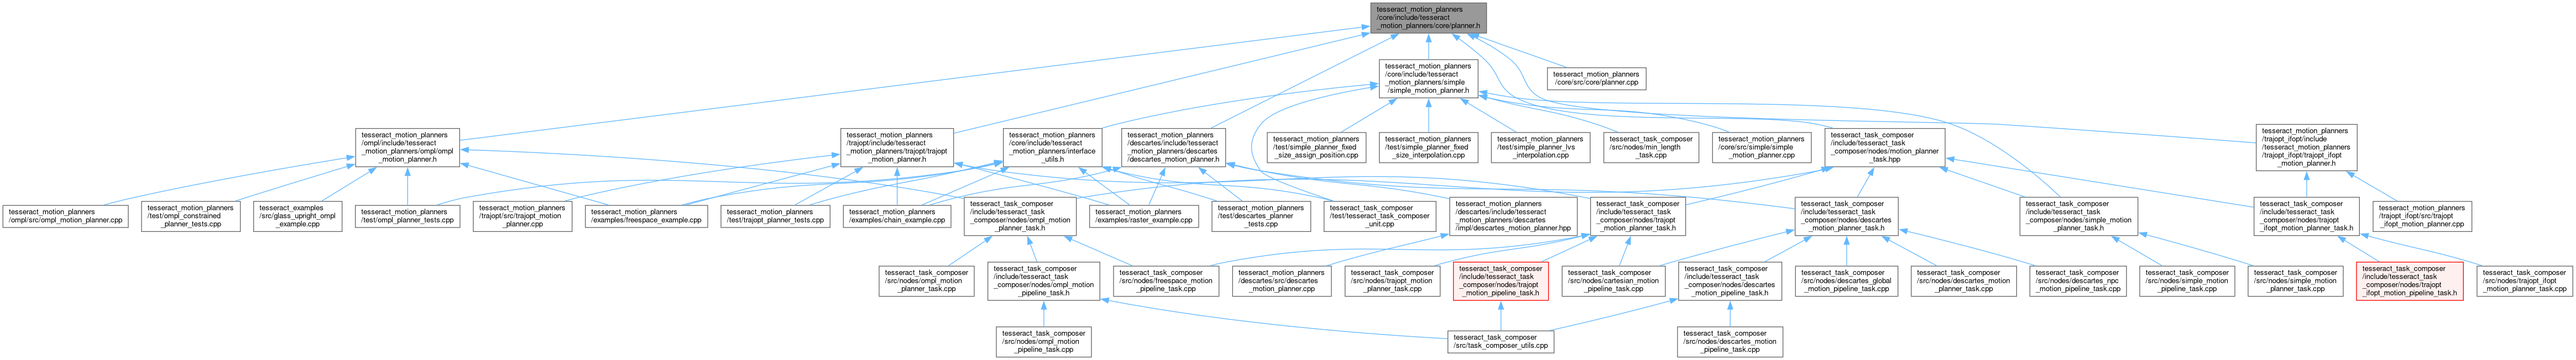 tesseract_motion_planners
/core/include/tesseract
_motion_planners/core/planner.h
tesseract_motion_planners
/core/include/tesseract
_motion_planners/simple
/simple_motion_planner.h
tesseract_motion_planners
/core/src/core/planner.cpp
tesseract_motion_planners
/ompl/include/tesseract
_motion_planners/ompl/ompl
_motion_planner.h
tesseract_motion_planners
/trajopt/include/tesseract
_motion_planners/trajopt/trajopt
_motion_planner.h
tesseract_motion_planners
/core/include/tesseract
_motion_planners/interface
_utils.h
tesseract_motion_planners
/descartes/include/tesseract
_motion_planners/descartes
/descartes_motion_planner.h
tesseract_motion_planners
/test/simple_planner_fixed
_size_assign_position.cpp
tesseract_motion_planners
/test/simple_planner_fixed
_size_interpolation.cpp
tesseract_motion_planners
/test/simple_planner_lvs
_interpolation.cpp
tesseract_task_composer
/src/nodes/min_length
_task.cpp
tesseract_motion_planners
/core/src/simple/simple
_motion_planner.cpp
tesseract_task_composer
/include/tesseract_task
_composer/nodes/motion_planner
_task.hpp
tesseract_motion_planners
/trajopt_ifopt/include
/tesseract_motion_planners
/trajopt_ifopt/trajopt_ifopt
_motion_planner.h
tesseract_motion_planners
/ompl/src/ompl_motion_planner.cpp
tesseract_motion_planners
/test/ompl_constrained
_planner_tests.cpp
tesseract_examples
/src/glass_upright_ompl
_example.cpp
tesseract_motion_planners
/test/ompl_planner_tests.cpp
tesseract_motion_planners
/trajopt/src/trajopt_motion
_planner.cpp
tesseract_motion_planners
/examples/freespace_example.cpp
tesseract_motion_planners
/test/trajopt_planner_tests.cpp
tesseract_motion_planners
/examples/chain_example.cpp
tesseract_task_composer
/include/tesseract_task
_composer/nodes/ompl_motion
_planner_task.h
tesseract_motion_planners
/examples/raster_example.cpp
tesseract_motion_planners
/test/descartes_planner
_tests.cpp
tesseract_task_composer
/test/tesseract_task_composer
_unit.cpp
tesseract_motion_planners
/descartes/include/tesseract
_motion_planners/descartes
/impl/descartes_motion_planner.hpp
tesseract_task_composer
/include/tesseract_task
_composer/nodes/trajopt
_motion_planner_task.h
tesseract_task_composer
/include/tesseract_task
_composer/nodes/descartes
_motion_planner_task.h
tesseract_task_composer
/include/tesseract_task
_composer/nodes/simple_motion
_planner_task.h
tesseract_task_composer
/include/tesseract_task
_composer/nodes/trajopt
_ifopt_motion_planner_task.h
tesseract_motion_planners
/trajopt_ifopt/src/trajopt
_ifopt_motion_planner.cpp
tesseract_task_composer
/src/nodes/ompl_motion
_planner_task.cpp
tesseract_task_composer
/include/tesseract_task
_composer/nodes/ompl_motion
_pipeline_task.h
tesseract_task_composer
/src/nodes/freespace_motion
_pipeline_task.cpp
tesseract_motion_planners
/descartes/src/descartes
_motion_planner.cpp
tesseract_task_composer
/src/nodes/trajopt_motion
_planner_task.cpp
tesseract_task_composer
/include/tesseract_task
_composer/nodes/trajopt
_motion_pipeline_task.h
tesseract_task_composer
/src/nodes/cartesian_motion
_pipeline_task.cpp
tesseract_task_composer
/include/tesseract_task
_composer/nodes/descartes
_motion_pipeline_task.h
tesseract_task_composer
/src/nodes/descartes_global
_motion_pipeline_task.cpp
tesseract_task_composer
/src/nodes/descartes_motion
_planner_task.cpp
tesseract_task_composer
/src/nodes/descartes_npc
_motion_pipeline_task.cpp
tesseract_task_composer
/src/nodes/simple_motion
_pipeline_task.cpp
tesseract_task_composer
/src/nodes/simple_motion
_planner_task.cpp
tesseract_task_composer
/include/tesseract_task
_composer/nodes/trajopt
_ifopt_motion_pipeline_task.h
tesseract_task_composer
/src/nodes/trajopt_ifopt
_motion_planner_task.cpp
tesseract_task_composer
/src/nodes/ompl_motion
_pipeline_task.cpp
tesseract_task_composer
/src/task_composer_utils.cpp
tesseract_task_composer
/src/nodes/descartes_motion
_pipeline_task.cpp